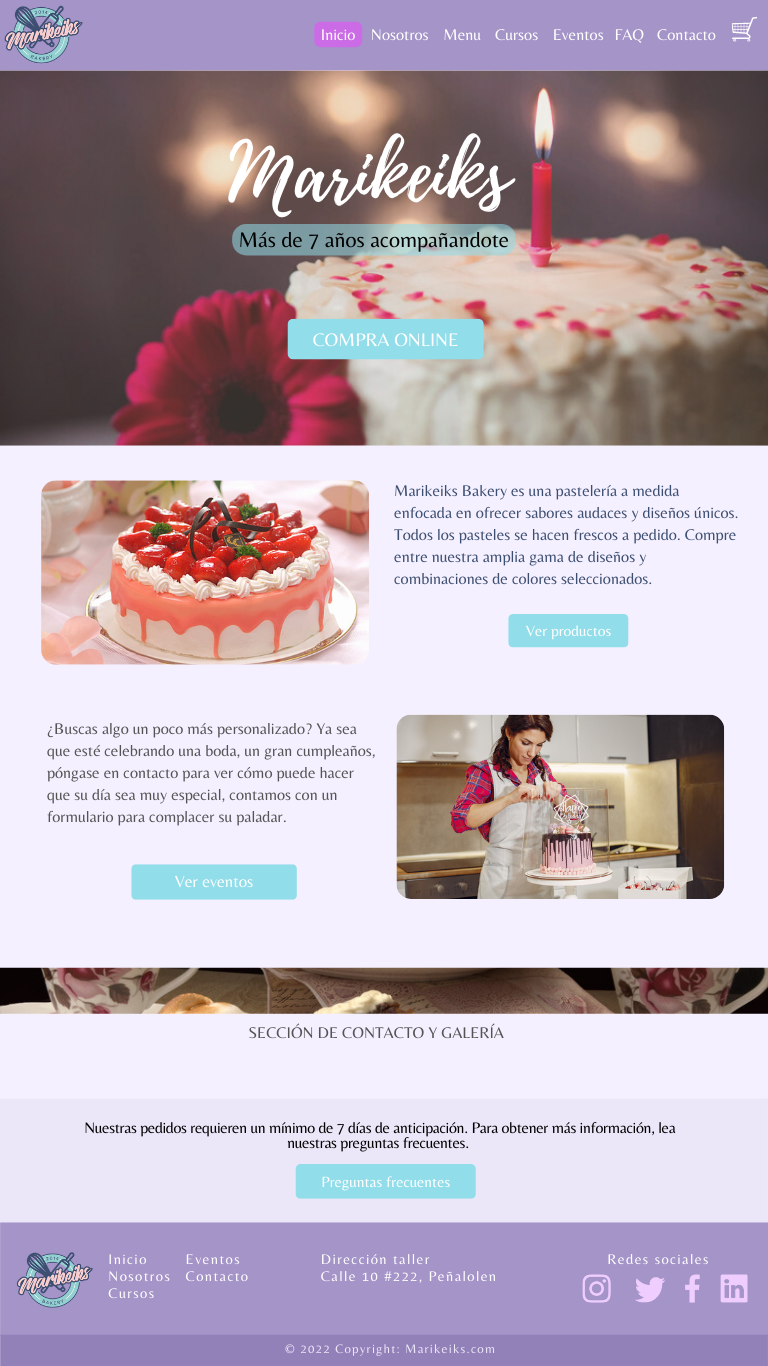 2016
Marikeiks
BAKERY
Inicio Nosotros Menu Cursos Eventos FAQ Contacto
Marikeiks
Más de 7 años acompañandote
COMPRA ONLINE
Marikeiks Bakery es una pastelería a medida
enfocada en ofrecer sabores audaces y diseños únicos.
Todos los pasteles se hacen frescos a pedido. Compre
entre nuestra amplia gama de diseños y
combinaciones de colores seleccionados.
Ver productos
¿Buscas algo un poco más personalizado? Ya sea
que esté celebrando una boda, un gran cumpleaños,
póngase en contacto para ver cómo puede hacer
que su día sea muy especial, contamos con un
formulario para complacer su paladar.
Ver eventos
SECCIÓN DE CONTACTO Y GALERÍA
Nuestras pedidos requieren un mínimo de 7 días de anticipación. Para obtener más información, lea
nuestras preguntas frecuentes.
Preguntas frecuentes
2016
Marikeiks
BAKERY
Inicio Eventos
Nosotros Contacto
Cursos
Dirección taller
Calle 10 #222, Peñalolen
Redes sociales
© 2022 Copyright: Marikeiks.com